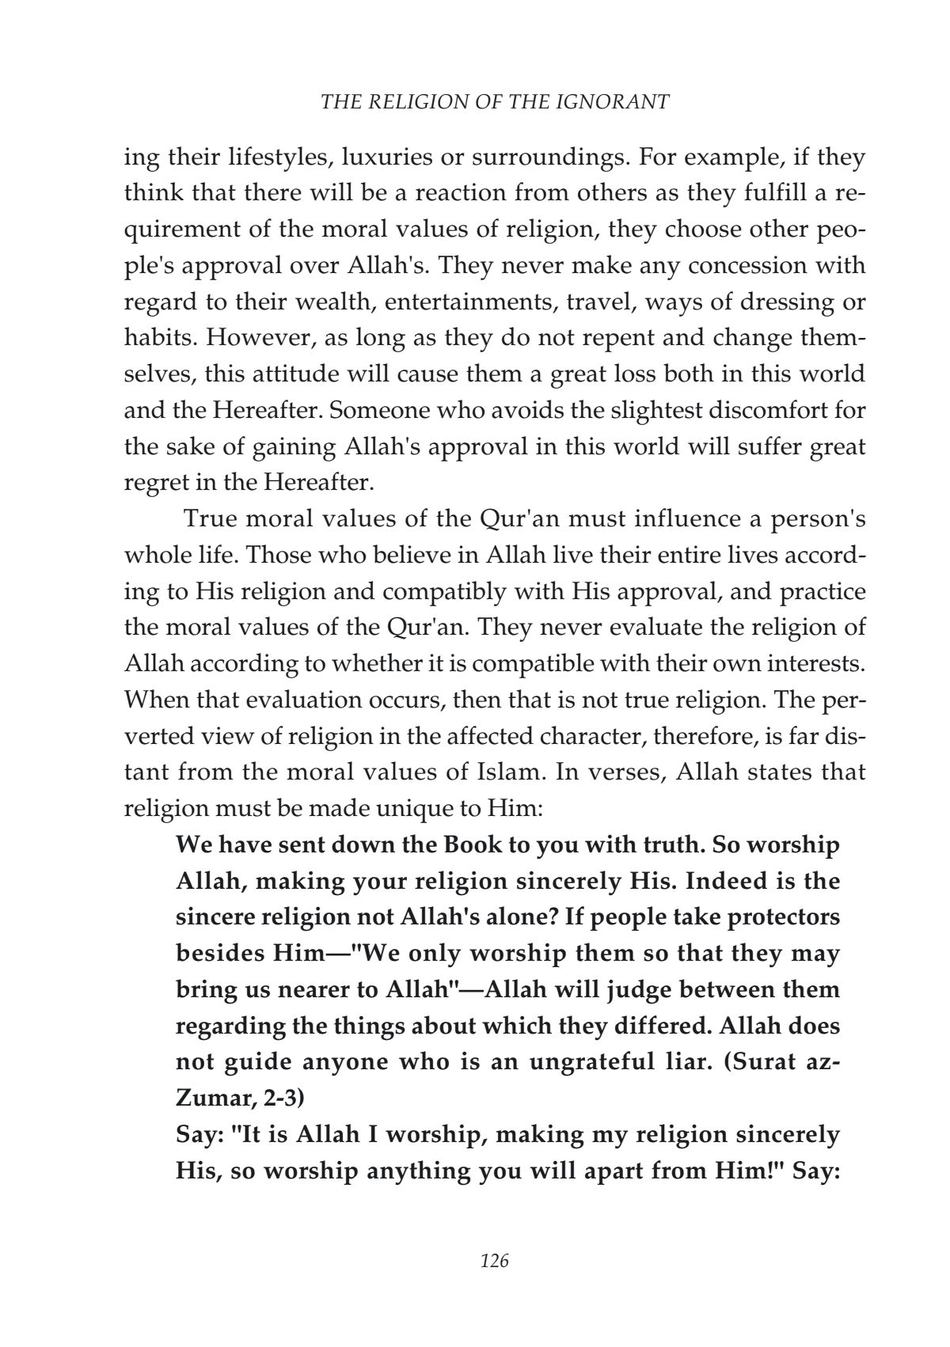 THE RELIGION OF THE IGNORANT
ing their lifestyles, luxuries or surroundings. For example, if they
think that there will be a reaction from others as they fulfill a re-
quirement of the moral values of religion, they choose other peo-
ple's approval over Allah's. They never make any concession with
regard to their wealth, entertainments, travel, ways of dressing or
habits. However, as long as they do not repent and change them-
selves, this attitude will cause them a great loss both in this world
and the Hereafter. Someone who avoids the slightest discomfort for
the sake of gaining Allah's approval in this world will suffer great
regret in the Hereafter.
True moral values of the Qur'an must influence a person's
whole life. Those who believe in Allah live their entire lives accord-
ing to His religion and compatibly with His approval, and practice
the moral values of the Qur'an. They never evaluate the religion of
Allah according to whether it is compatible with their own interests.
When that evaluation occurs, then that is not true religion. The per-
verted view of religion in the affected character, therefore, is far dis-
tant from the moral values of Islam. In verses, Allah states that
religion must be made unique to Him:
We have sent down the Book to you with truth. So worship
Allah, making your religion sincerely His. Indeed is the
sincere religion not Allah's alone? If people take protectors
besides Him—"We only worship them so that they may
bring us nearer to Allah"—Allah will judge between them
regarding the things about which they differed. Allah does
not guide anyone who is an ungrateful liar. (Surat az-
Zumar, 2-3)
Say: "It is Allah I worship, making my religion sincerely
His, so worship anything you will apart from Him!" Say:
126